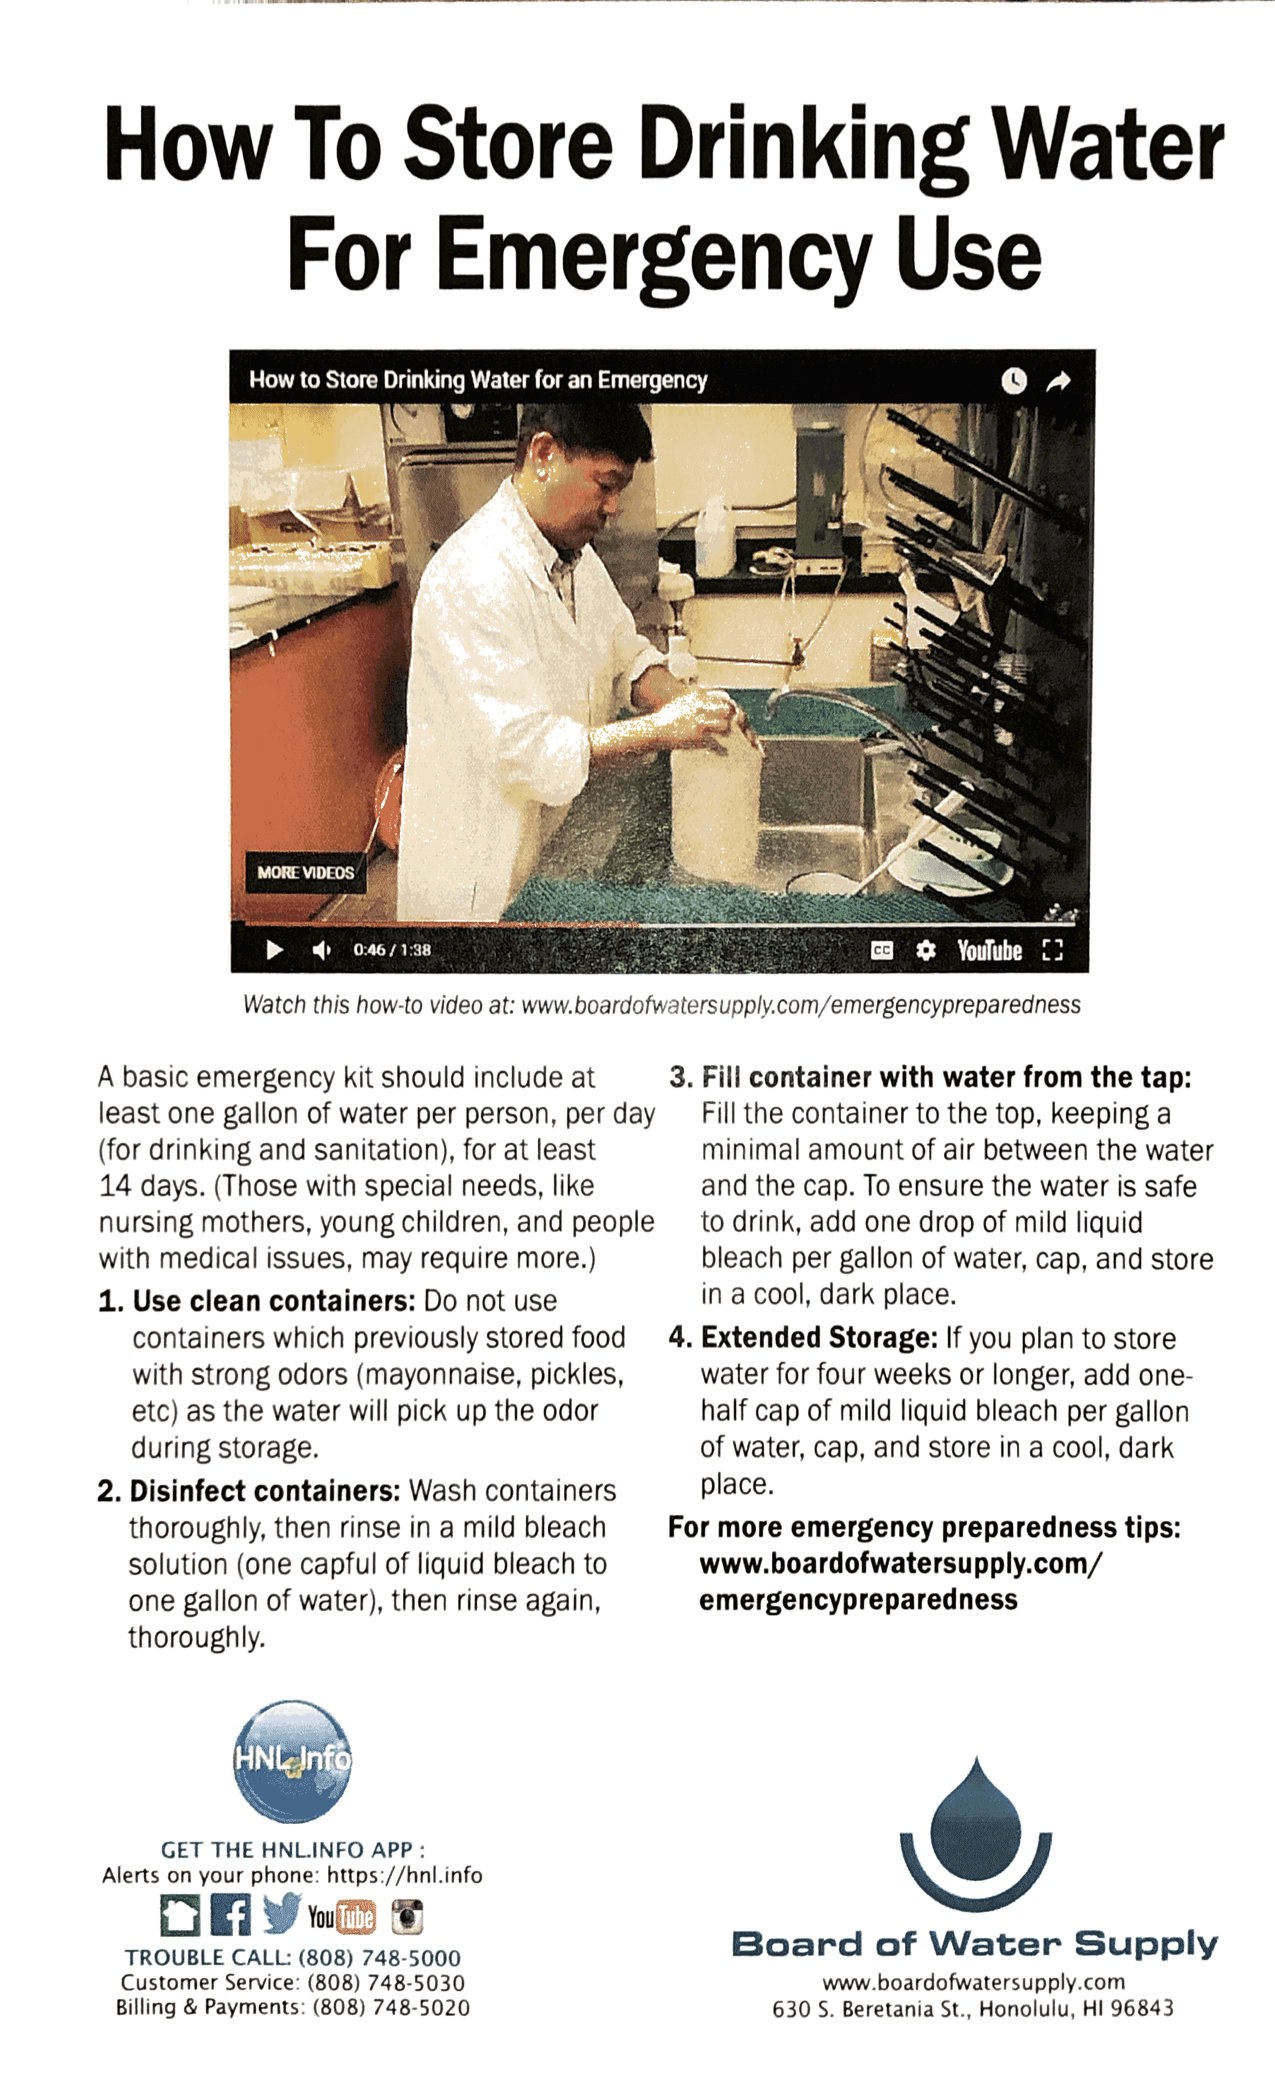 How To Store Drinking Water
For Emergency Use
How to Store Drinking Water for an Emergency
MORE VIDEOS
0:46 / 1:38
CC
YouTube
Watch this how-to video at: www.boardofwatersupply.com/emergencypreparedness
A basic emergency kit should include at
least one gallon of water per person, per day
(for drinking and sanitation), for at least
14 days. (Those with special needs, like
nursing mothers, young children, and people
with medical issues, may require more.)
1. Use clean containers: Do not use
containers which previously stored food
with strong odors (mayonnaise, pickles,
etc) as the water will pick up the odor
during storage.
2. Disinfect containers: Wash containers
thoroughly, then rinse in a mild bleach
solution (one capful of liquid bleach to
one gallon of water), then rinse again,
thoroughly.
3. Fill container with water from the tap:
Fill the container to the top, keeping a
minimal amount of air between the water
and the cap. To ensure the water is safe
to drink, add one drop of mild liquid
bleach per gallon of water, cap, and store
in a cool, dark place.
4. Extended Storage: If you plan to store
water for four weeks or longer, add one-
half cap of mild liquid bleach per gallon
of water, cap, and store in a cool, dark
place.
For more emergency preparedness tips:
www.boardofwatersupply.com/
emergencypreparedness
HNL.Info
GET THE HNL.INFO APP :
Alerts on your phone: https://hnl.info
f
YouTube
TROUBLE CALL: (808) 748-5000
Customer Service: (808) 748-5030
Billing & Payments: (808) 748-5020
Board of Water Supply
www.boardofwatersupply.com
630 S. Beretania St., Honolulu, HI 96843